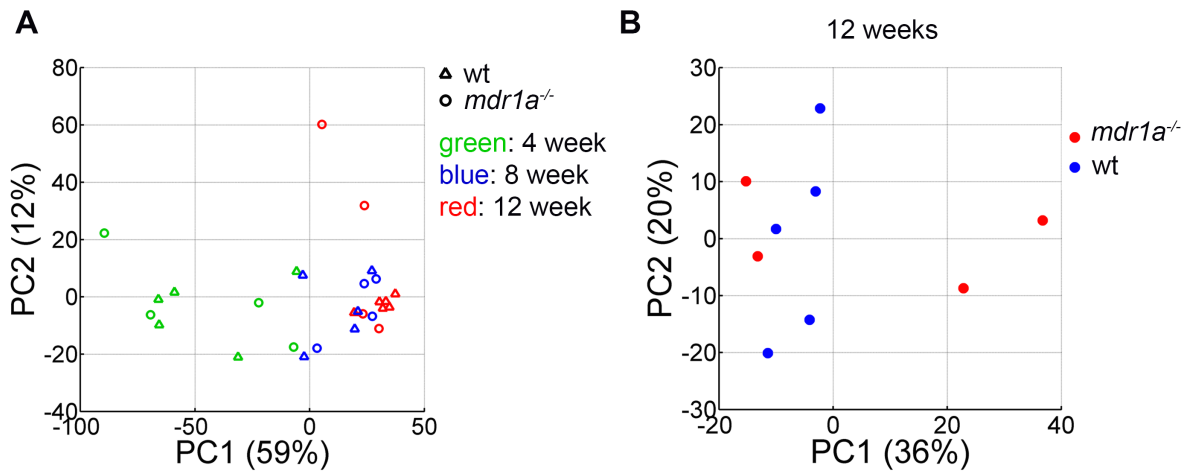 A
80
60
40
20
0
-20
-40
-100
-50
0
50
PC2 (12%)
PC1 (59%)
wt
mdr1a-/-
green: 4 week
blue: 8 week
red: 12 week
B
12 weeks
30
20
10
0
-10
-20
-30
-20
0
20
40
PC2 (20%)
PC1 (36%)
mdr1a-/-
wt